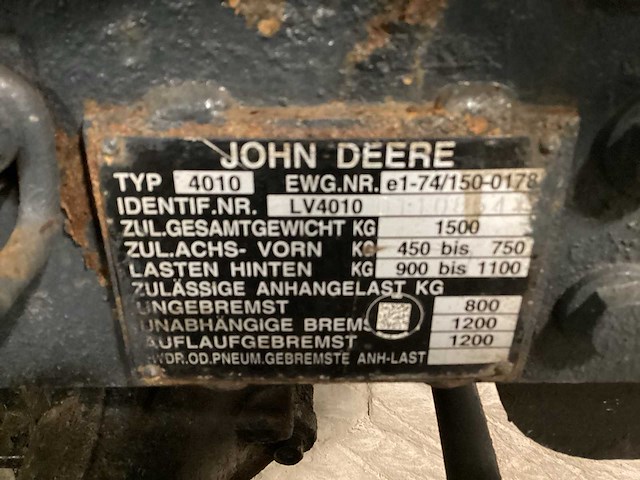 JOHN DEERE
TYP 4010 EWG.NR. e1-74/150-0178
IDENTIF.NR. LV4010
ZUL.GESAMTGEWICHT KG 1500
ZUL.ACHS- VORN KG 450 bis 750
LASTEN HINTEN KG 900 bis 1100
ZULÄSSIGE ANHANGELAST KG
UNGEBREMST 800
UNABHÄNGIGE BREMS 1200
AUFLAUFGEBREMST 1200
HYDR.OD.PNEUM.GEBREMSTE ANH-LAST